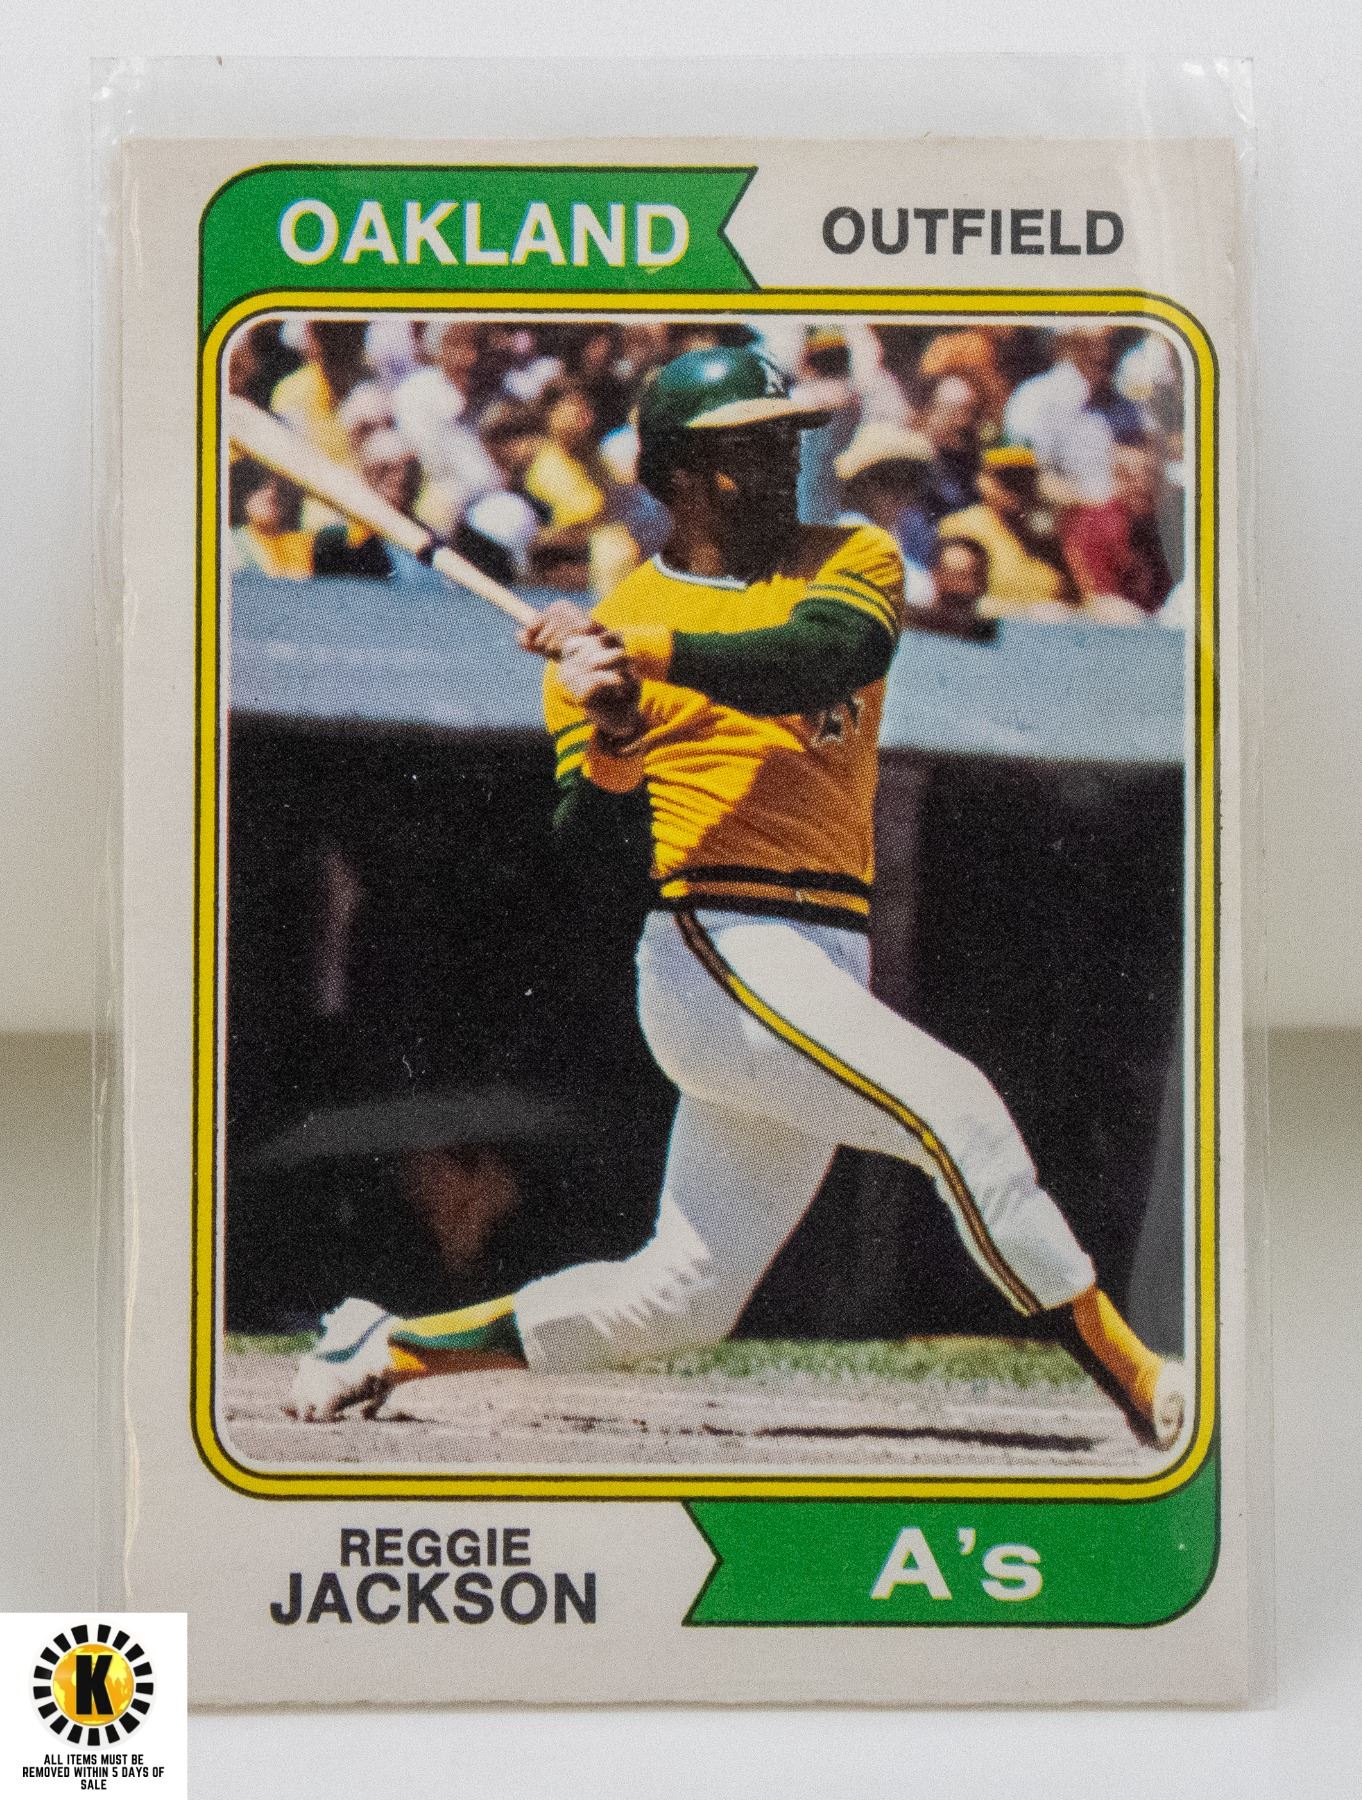 OAKLAND
OUTFIELD
REGGIE
JACKSON
A's
K
ALL ITEMS MUST BE
REMOVED WITHIN 5 DAYS OF
SALE